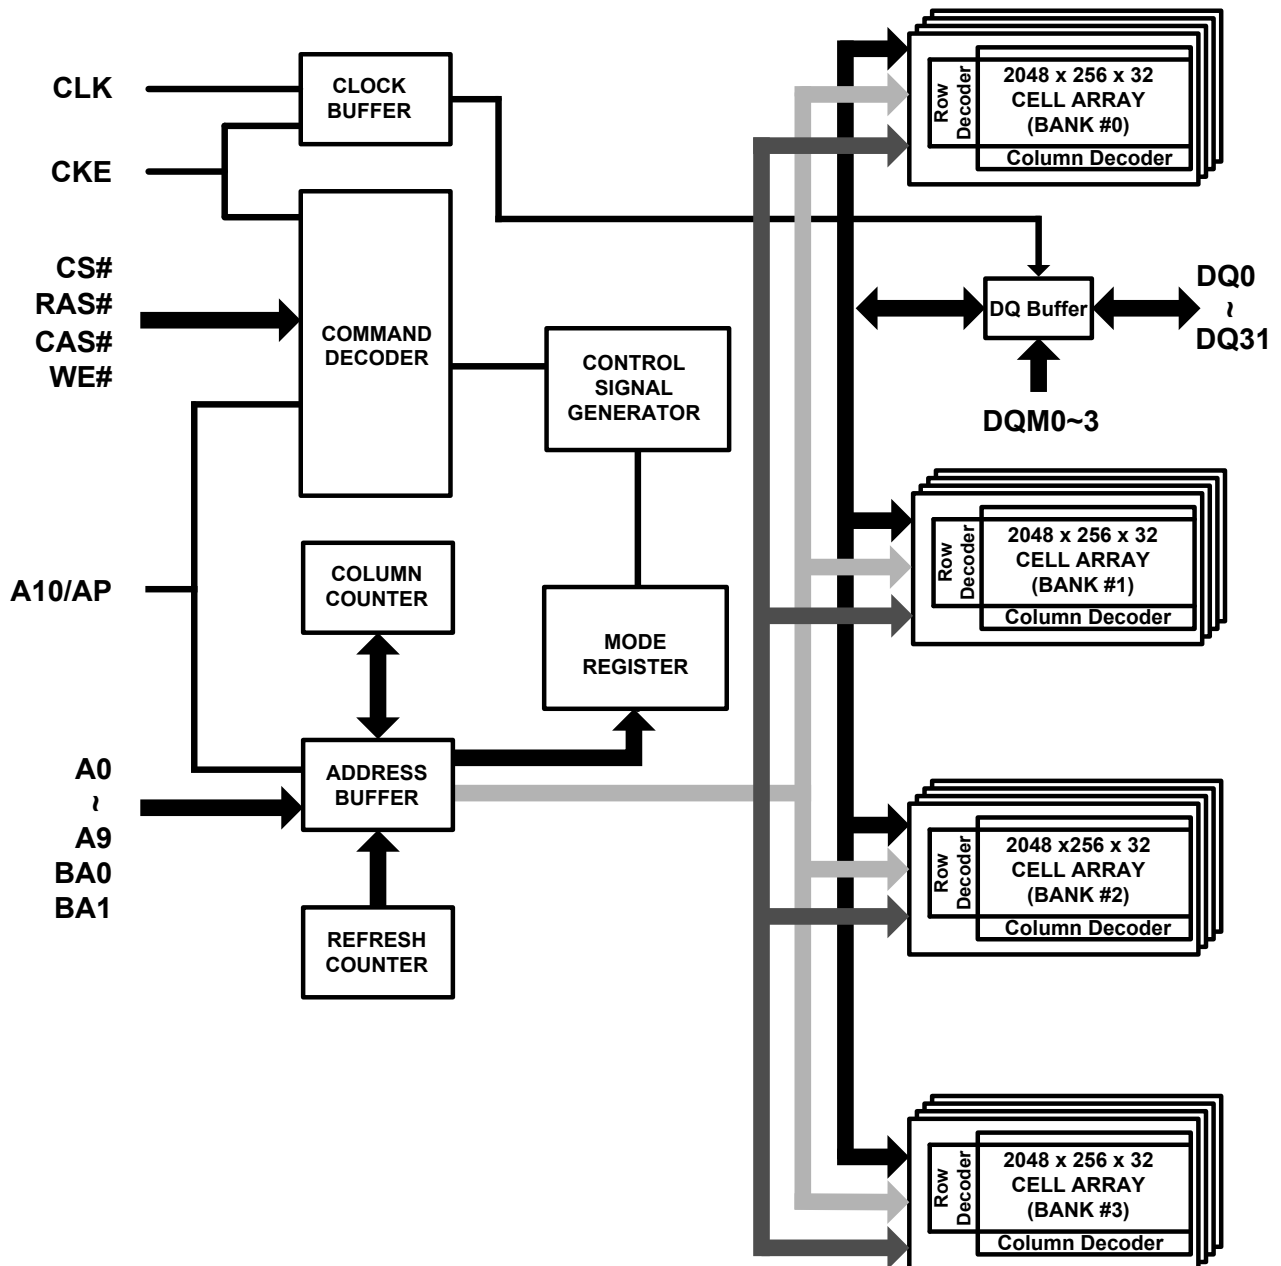 CLK
CKE
CS#
RAS#
CAS#
WE#
A10/AP
A0
~
A9
BA0
BA1
CLOCK
BUFFER
COMMAND
DECODER
COLUMN
COUNTER
ADDRESS
BUFFER
REFRESH
COUNTER
CONTROL
SIGNAL
GENERATOR
MODE
REGISTER
Row
Decoder
2048 x 256 x 32
CELL ARRAY
(BANK #0)
Column Decoder
DQ Buffer
DQ0
~
DQ31
DQM0~3
Row
Decoder
2048 x 256 x 32
CELL ARRAY
(BANK #1)
Column Decoder
Row
Decoder
2048 x256 x 32
CELL ARRAY
(BANK #2)
Column Decoder
Row
Decoder
2048 x 256 x 32
CELL ARRAY
(BANK #3)
Column Decoder